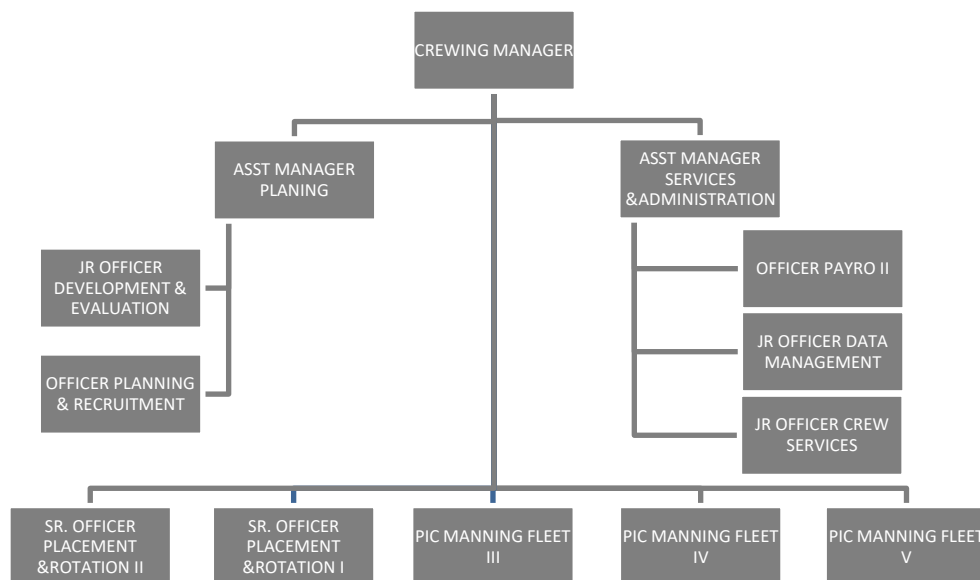 CREWING MANAGER
ASST MANAGER
PLANING
ASST MANAGER
SERVICES
&ADMINISTRATION
JR OFFICER
DEVELOPMENT &
EVALUATION
OFFICER PLANNING
& RECRUITMENT
OFFICER PAYRO II
JR OFFICER DATA
MANAGEMENT
JR OFFICER CREW
SERVICES
SR. OFFICER
PLACEMENT
&ROTATION II
SR. OFFICER
PLACEMENT
&ROTATION I
PIC MANNING FLEET
III
PIC MANNING FLEET
IV
PIC MANNING FLEET
V